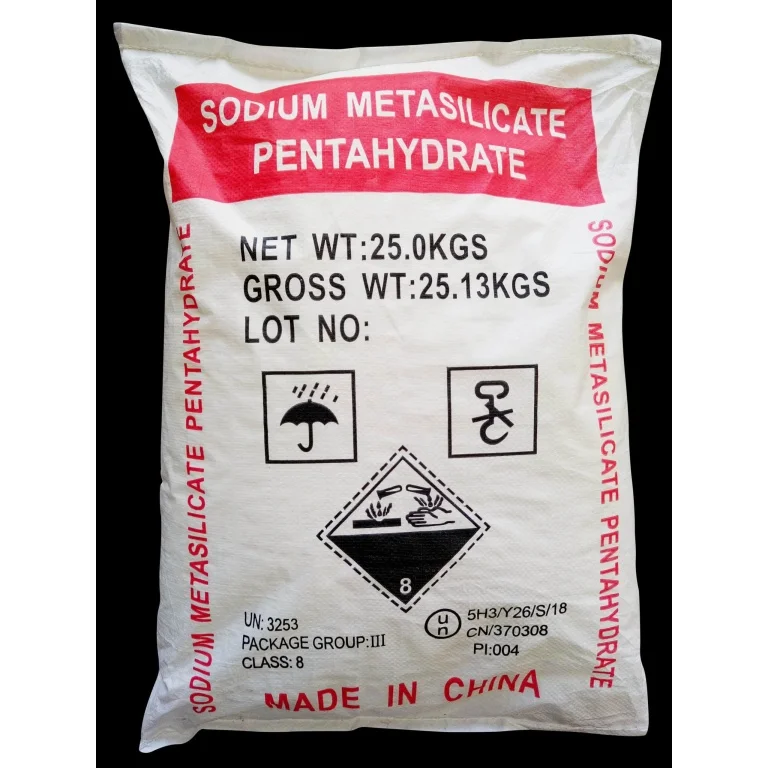 SODIUM METASILICATE
PENTAHYDRATE
NET WT:25.0KGS
GROSS WT:25.13KGS
LOT NO:
SODIUM METASILICATE PENTAHYDRATE
SODIUM METASILICATE PENTAHYDRATE
8
UN: 3253
PACKAGE GROUP:III
CLASS: 8
un
5H3/Y26/S/18
CN/370308
PI:004
MADE IN CHINA